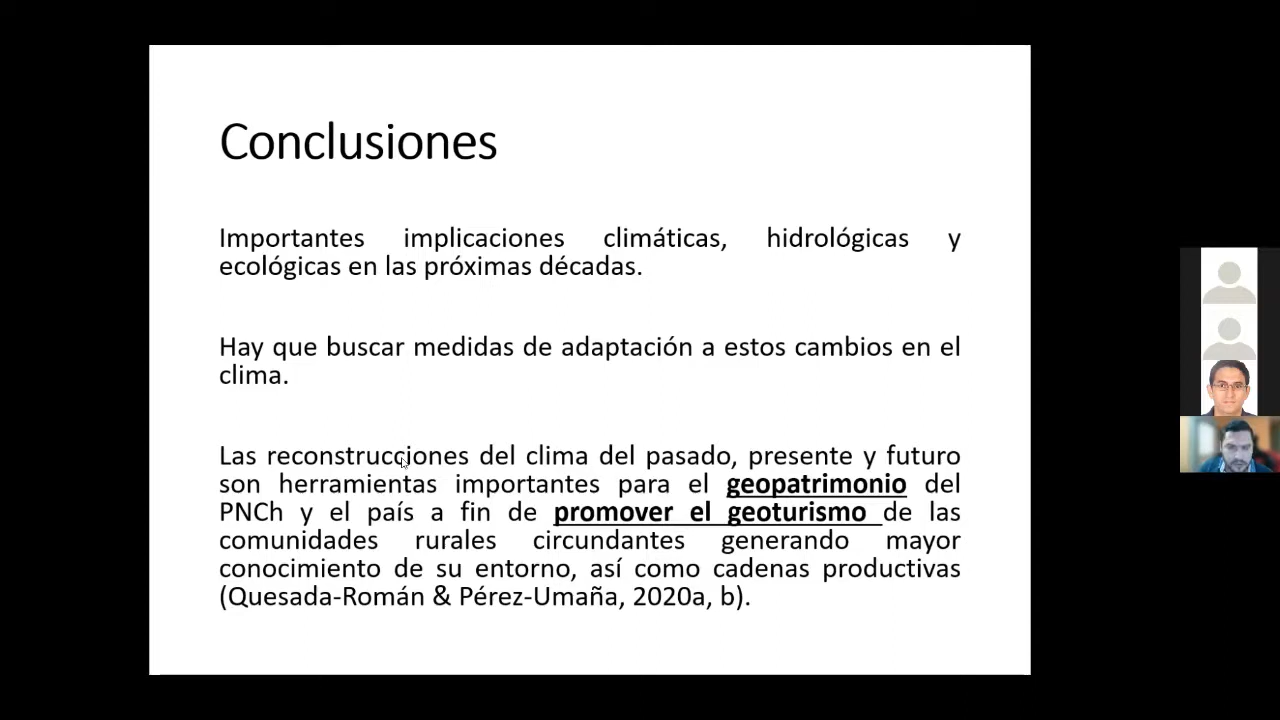 Conclusiones
Importantes implicaciones climáticas, hidrológicas y
ecológicas en las próximas décadas.
Hay que buscar medidas de adaptación a estos cambios en el
clima.
Las reconstrucciones del clima del pasado, presente y futuro
son herramientas importantes para el geopatrimonio del
PNCh y el país a fin de promover el geoturismo de las
comunidades rurales circundantes generando mayor
conocimiento de su entorno, así como cadenas productivas
(Quesada-Román & Pérez-Umaña, 2020a, b).